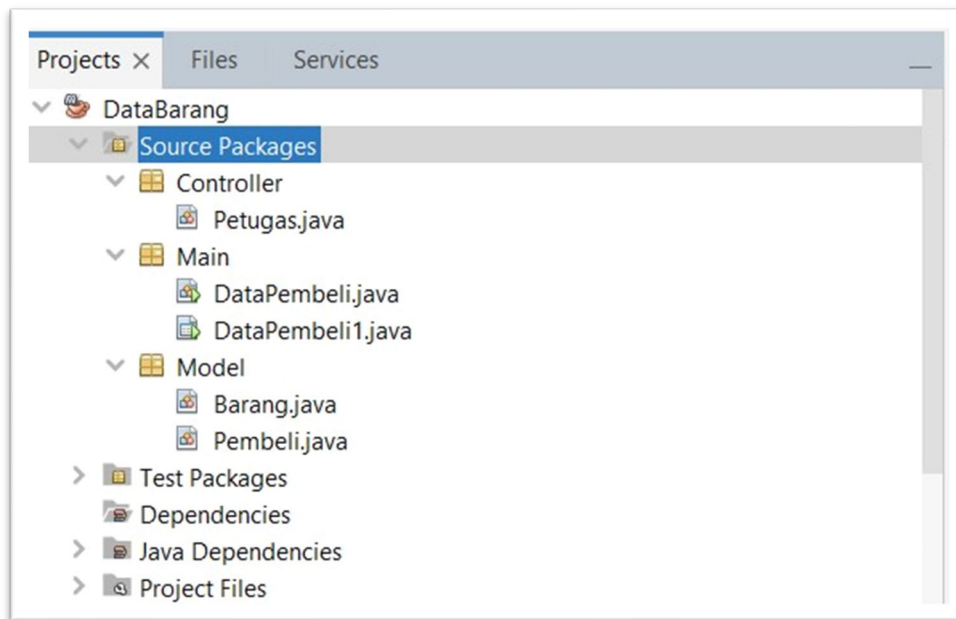 Projects × Files Services
DataBarang
Source Packages
Controller
Petugas.java
Main
DataPembeli.java
DataPembeli1.java
Model
Barang.java
Pembeli.java
Test Packages
Dependencies
Java Dependencies
Project Files